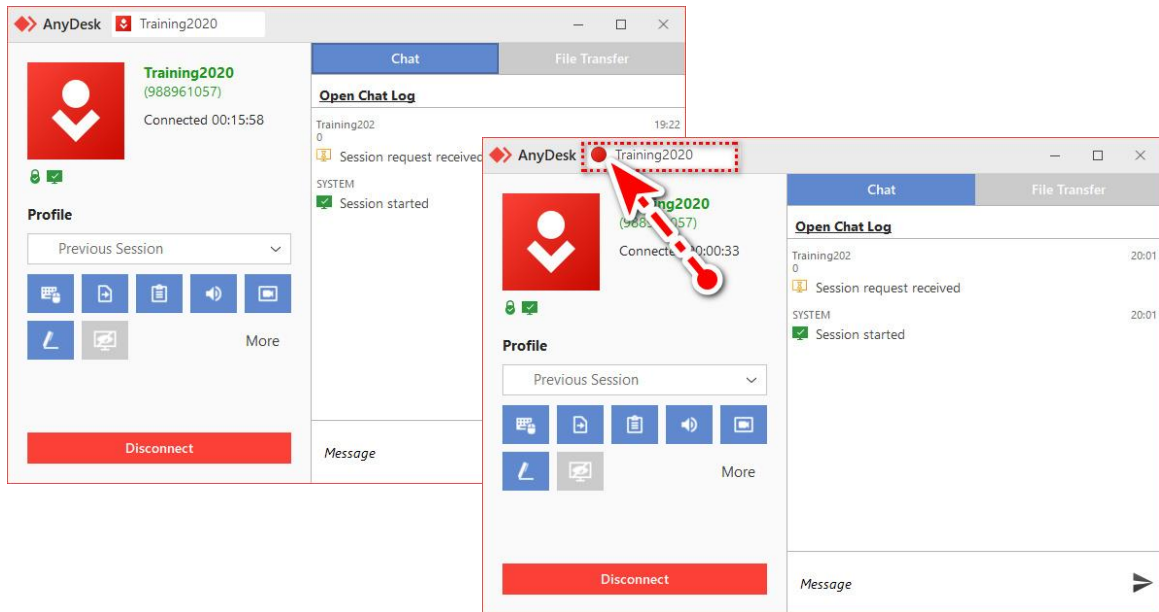 AnyDesk Training2020
Chat File Transfer
Training2020
(988961057)
Connected 00:15:58
Open Chat Log
Training202
0
19:22
Session request received
SYSTEM
Session started
Profile
Previous Session
More
Disconnect
Message
AnyDesk Training2020
Chat File Transfer
(988 57)
Connected 00:00:33
Open Chat Log
Training202
0
20:01
Session request received
SYSTEM 20:01
Session started
Profile
Previous Session
More
Disconnect
Message